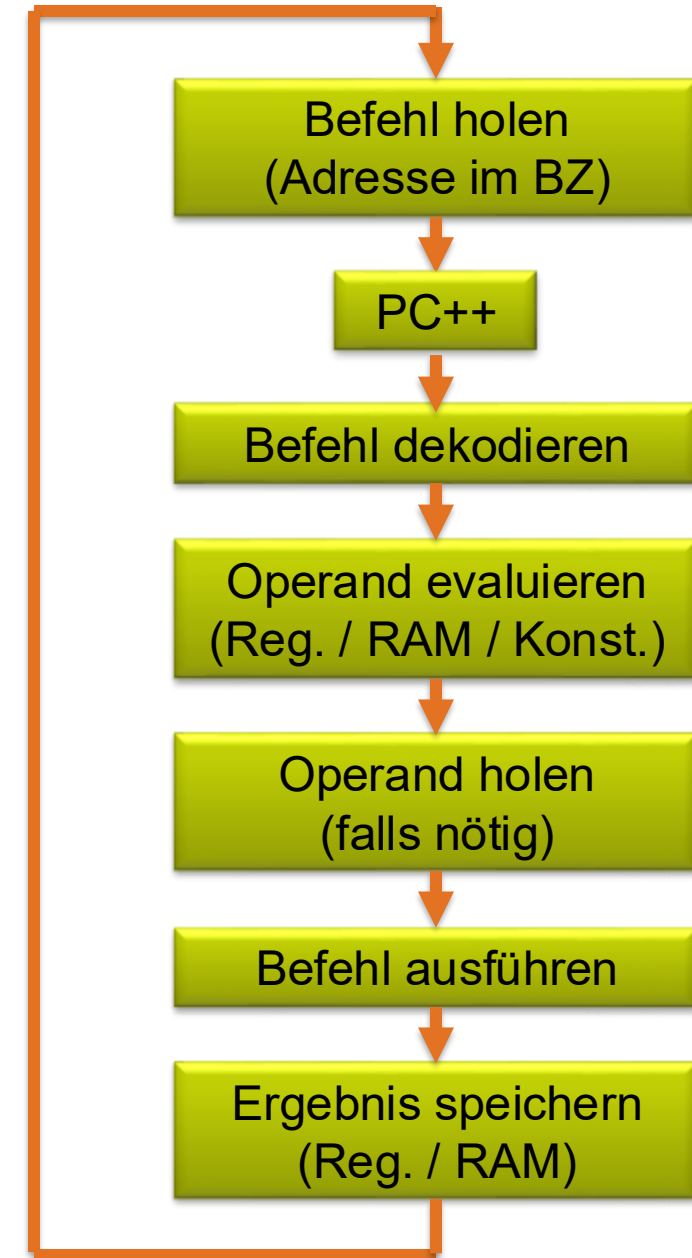 Befehl holen
(Adresse im BZ)
PC++
Befehl dekodieren
Operand evaluieren
(Reg. / RAM / Konst.)
Operand holen
(falls nötig)
Befehl ausführen
Ergebnis speichern
(Reg. / RAM)